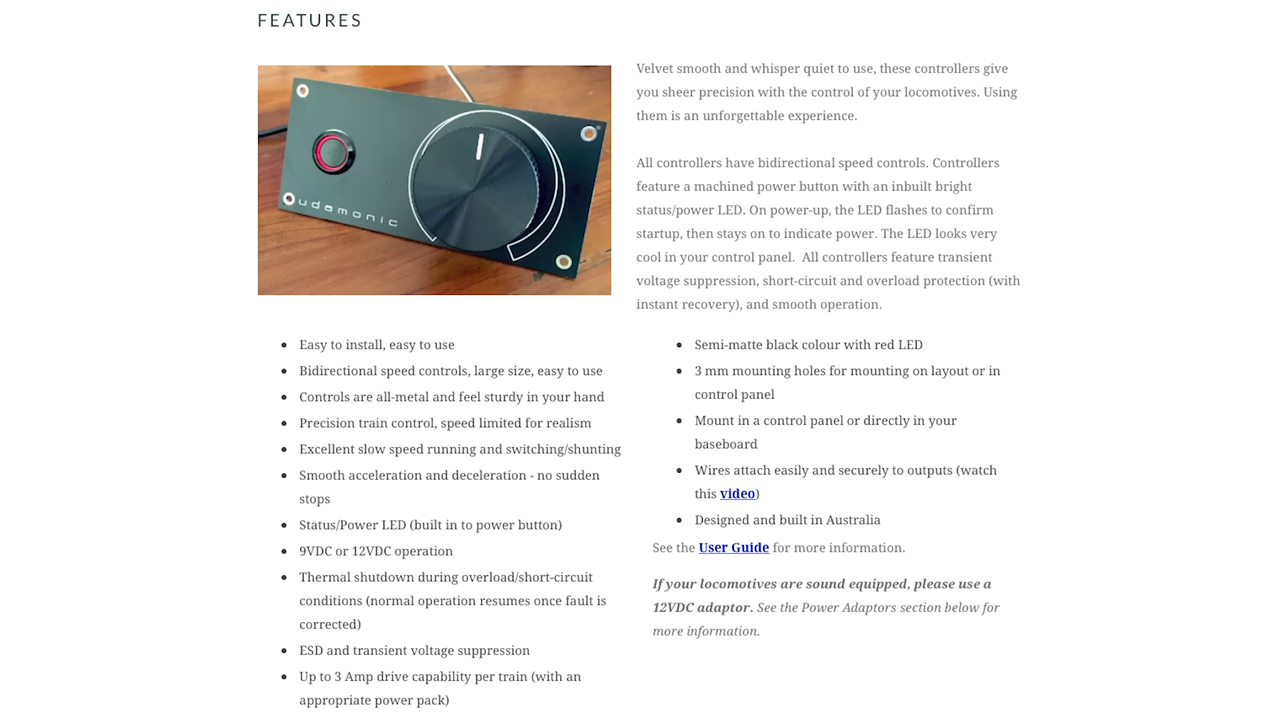 FEATURES
udamonic
Velvet smooth and whisper quiet to use, these controllers give
you sheer precision with the control of your locomotives. Using
them is an unforgettable experience.
All controllers have bidirectional speed controls. Controllers
feature a machined power button with an inbuilt bright
status/power LED. On power-up, the LED flashes to confirm
startup, then stays on to indicate power. The LED looks very
cool in your control panel.  All controllers feature transient
voltage suppression, short-circuit and overload protection (with
instant recovery), and smooth operation.
• Easy to install, easy to use
• Bidirectional speed controls, large size, easy to use
• Controls are all-metal and feel sturdy in your hand
• Precision train control, speed limited for realism
• Excellent slow speed running and switching/shunting
• Smooth acceleration and deceleration - no sudden
stops
• Status/Power LED (built in to power button)
• 9VDC or 12VDC operation
• Thermal shutdown during overload/short-circuit
conditions (normal operation resumes once fault is
corrected)
• ESD and transient voltage suppression
• Up to 3 Amp drive capability per train (with an
appropriate power pack)
• Semi-matte black colour with red LED
• 3 mm mounting holes for mounting on layout or in
control panel
• Mount in a control panel or directly in your
baseboard
• Wires attach easily and securely to outputs (watch
this video)
• Designed and built in Australia
See the User Guide for more information.
If your locomotives are sound equipped, please use a
12VDC adaptor. See the Power Adaptors section below for
more information.